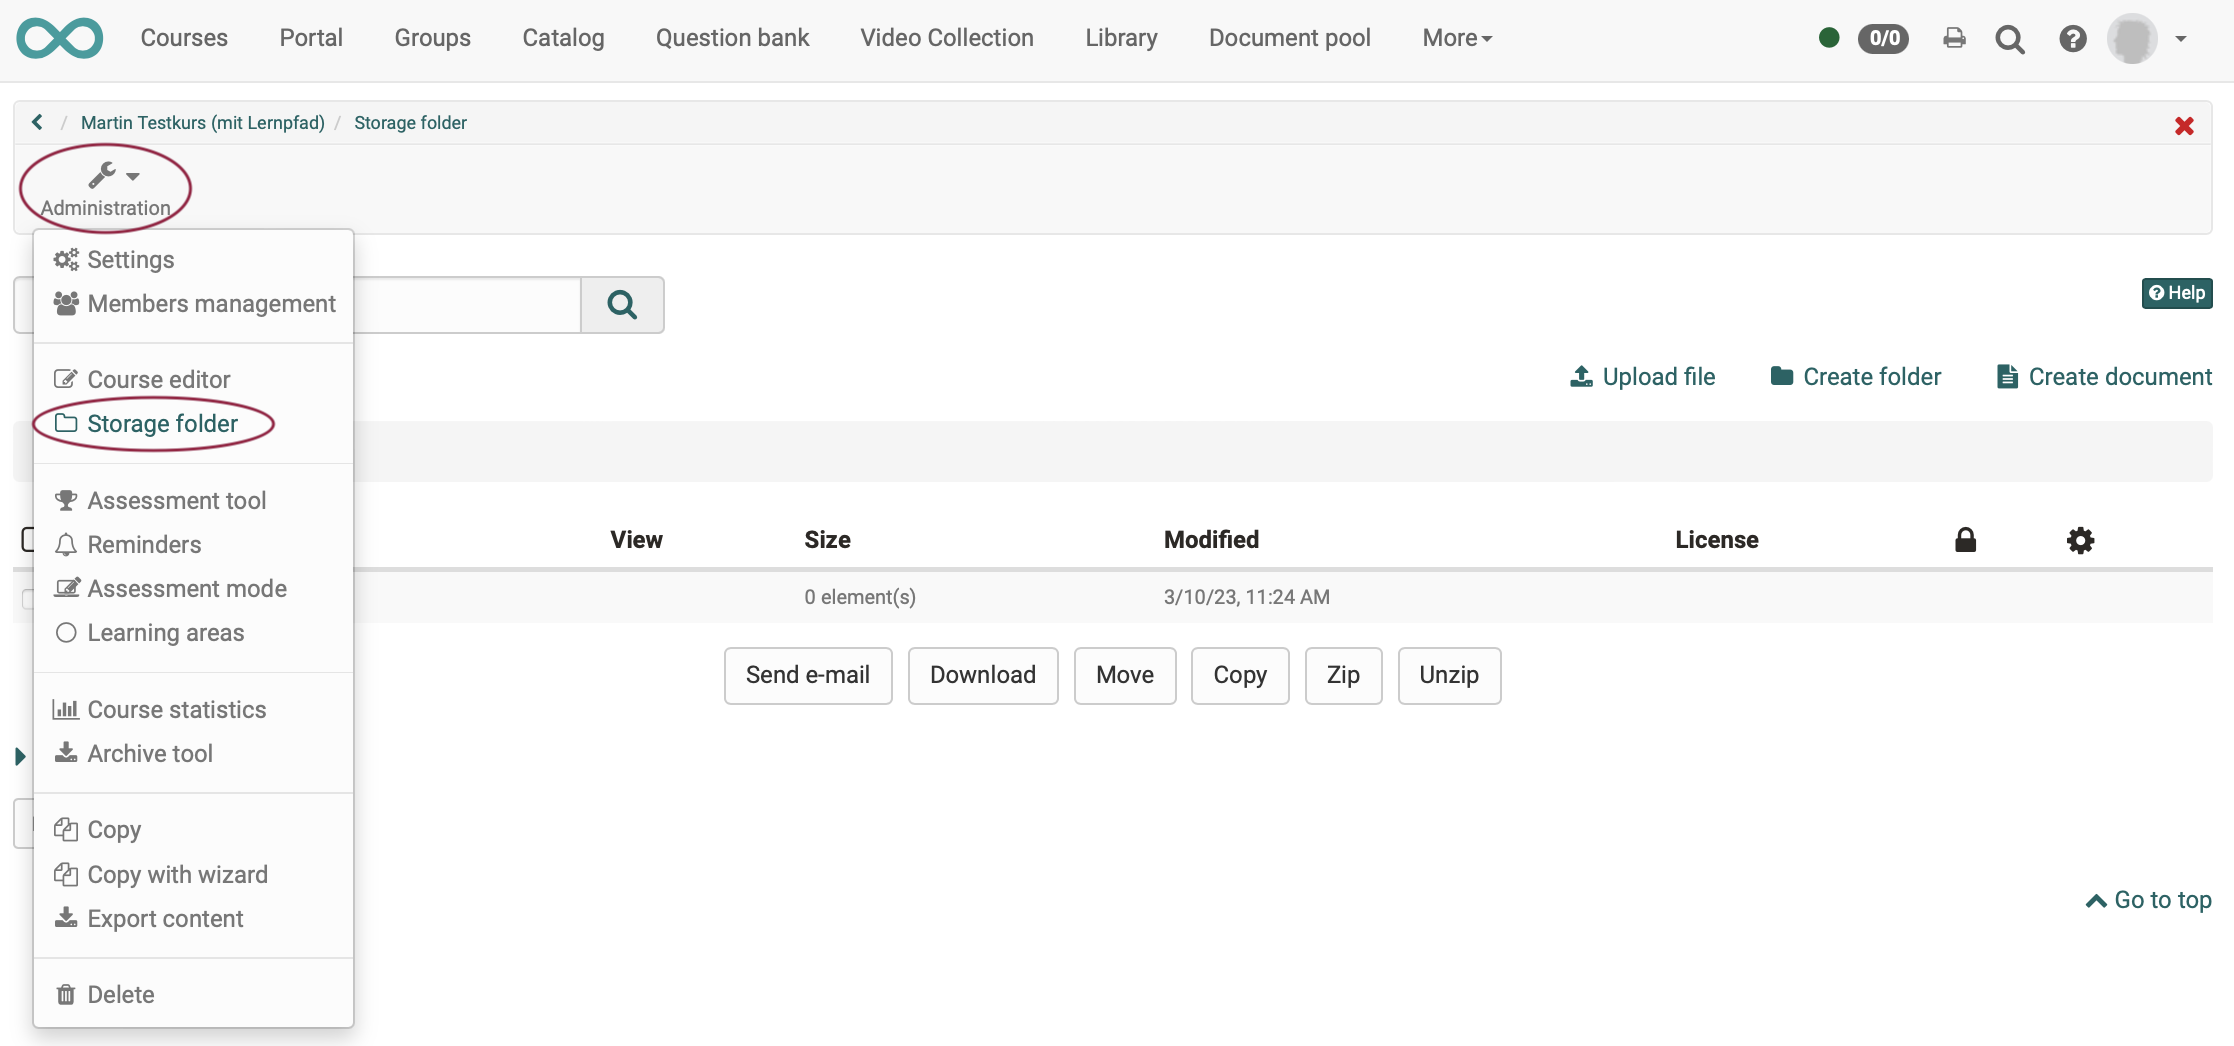 Courses Portal Groups Catalog Question bank Video Collection Library Document pool More 0/0
/ Martin Testkurs (mit Lernpfad) / Storage folder
Administration
Settings
Members management
Help
Course editor
Upload file Create folder Create document
Storage folder
Assessment tool
View Size Modified License
Reminders
Assessment mode
0 element(s) 3/10/23, 11:24 AM
Learning areas
Send e-mail Download Move Copy Zip Unzip
Course statistics
Archive tool
Copy
Copy with wizard
Go to top
Export content
Delete